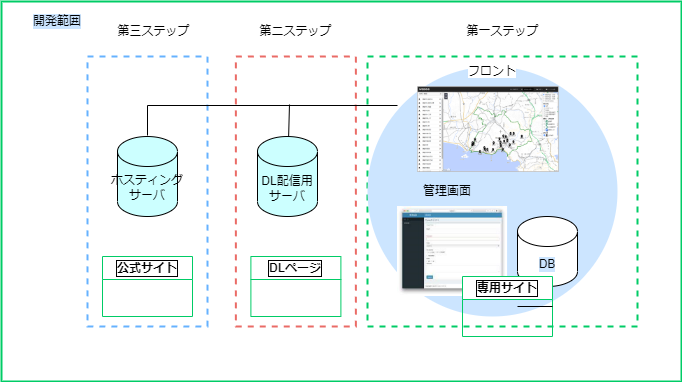 開発範囲
第三ステップ
第二ステップ
第一ステップ
フロント
ホスティング
サーバ
DL配信用
サーバ
管理画面
DB
公式サイト
DLページ
専用サイト